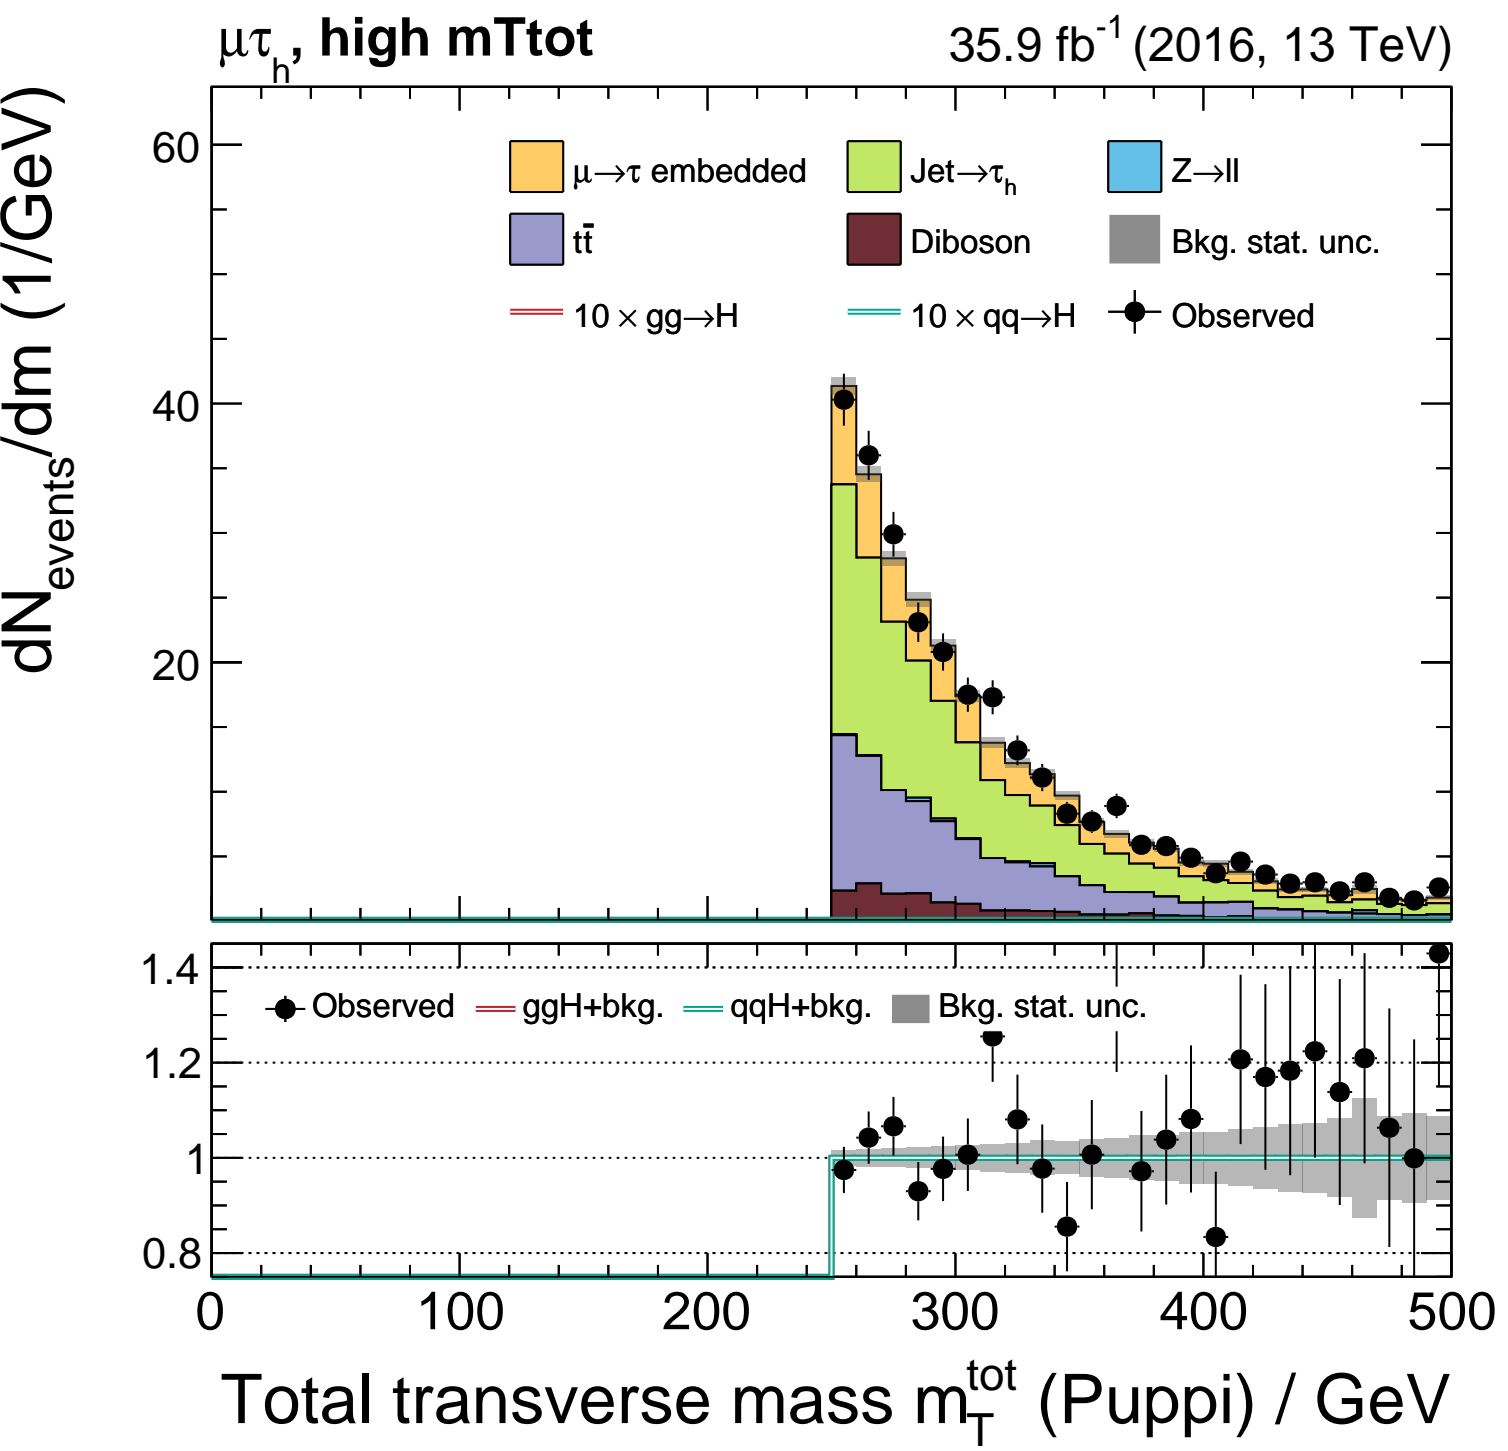 μτh, high mTtot
35.9 fb-1 (2016, 13 TeV)
dNevents/dm (1/GeV)
60
40
20
μ→τ embedded
Jet→τh
Z→ll
tt̄
Diboson
Bkg. stat. unc.
10 × gg→H
10 × qq→H
Observed
1.4
1.2
1
0.8
Observed
ggH+bkg.
qqH+bkg.
Bkg. stat. unc.
0
100
200
300
400
500
Total transverse mass mTtot (Puppi) / GeV